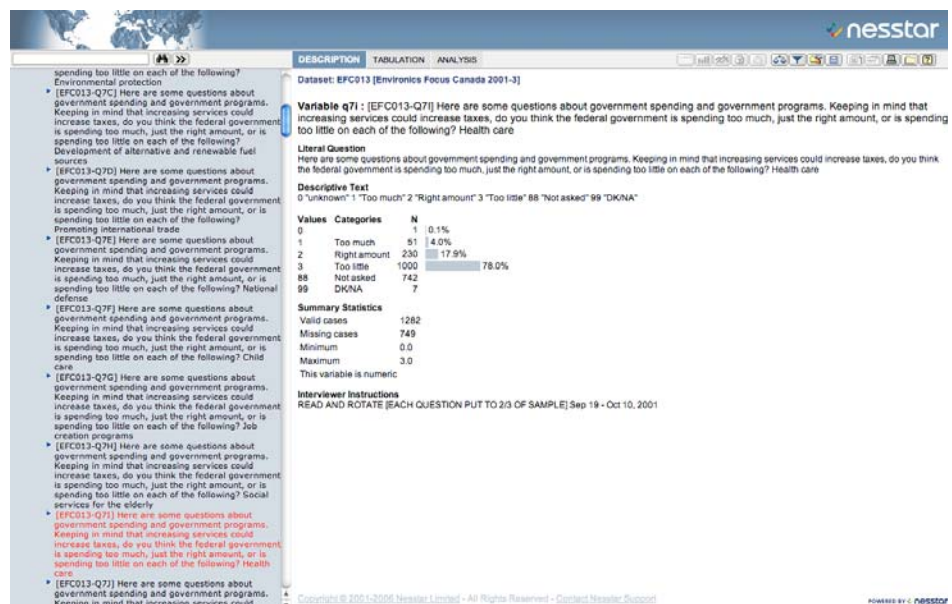 nesstar
DESCRIPTION TABULATION ANALYSIS
spending too little on each of the following?
Environmental protection
[EFC013-Q7C] Here are some questions about
government spending and government programs.
Keeping in mind that increasing services could
increase taxes, do you think the federal government
is spending too much, just the right amount, or is
spending too little on each of the following?
Development of alternative and renewable fuel
sources
[EFC013-Q7D] Here are some questions about
government spending and government programs.
Keeping in mind that increasing services could
increase taxes, do you think the federal government
is spending too much, just the right amount, or is
spending too little on each of the following?
Promoting international trade
[EFC013-Q7E] Here are some questions about
government spending and government programs.
Keeping in mind that increasing services could
increase taxes, do you think the federal government
is spending too much, just the right amount, or is
spending too little on each of the following? National
defense
[EFC013-Q7F] Here are some questions about
government spending and government programs.
Keeping in mind that increasing services could
increase taxes, do you think the federal government
is spending too much, just the right amount, or is
spending too little on each of the following? Child
care
[EFC013-Q7G] Here are some questions about
government spending and government programs.
Keeping in mind that increasing services could
increase taxes, do you think the federal government
is spending too much, just the right amount, or is
spending too little on each of the following? Job
creation programs
[EFC013-Q7H] Here are some questions about
government spending and government programs.
Keeping in mind that increasing services could
increase taxes, do you think the federal government
is spending too much, just the right amount, or is
spending too little on each of the following? Social
services for the elderly
[EFC013-Q7I] Here are some questions about
government spending and government programs.
Keeping in mind that increasing services could
increase taxes, do you think the federal government
is spending too much, just the right amount, or is
spending too little on each of the following? Health
care
[EFC013-Q7J] Here are some questions about
government spending and government programs.
Keeping in mind that increasing services could
Dataset: EFC013 [Environics Focus Canada 2001-3]
Variable q7i : [EFC013-Q7I] Here are some questions about government spending and government programs. Keeping in mind that
increasing services could increase taxes, do you think the federal government is spending too much, just the right amount, or is spending
too little on each of the following? Health care
Literal Question
Here are some questions about government spending and government programs. Keeping in mind that increasing services could increase taxes, do you think
the federal government is spending too much, just the right amount, or is spending too little on each of the following? Health care
Descriptive Text
0 "unknown" 1 "Too much" 2 "Right amount" 3 "Too little" 88 "Not asked" 99 "DK/NA"
Values Categories N
0 1 0.1%
1 Too much 51 4.0%
2 Right amount 230 17.9%
3 Too little 1000 78.0%
88 Not asked 742
99 DK/NA 7
Summary Statistics
Valid cases 1282
Missing cases 749
Minimum 0.0
Maximum 3.0
This variable is numeric
Interviewer Instructions
READ AND ROTATE [EACH QUESTION PUT TO 2/3 OF SAMPLE] Sep 19 - Oct 10, 2001
Copyright © 2001-2006 Nesstar Limited - All Rights Reserved - Contact Nesstar Support
POWERED BY nesstar